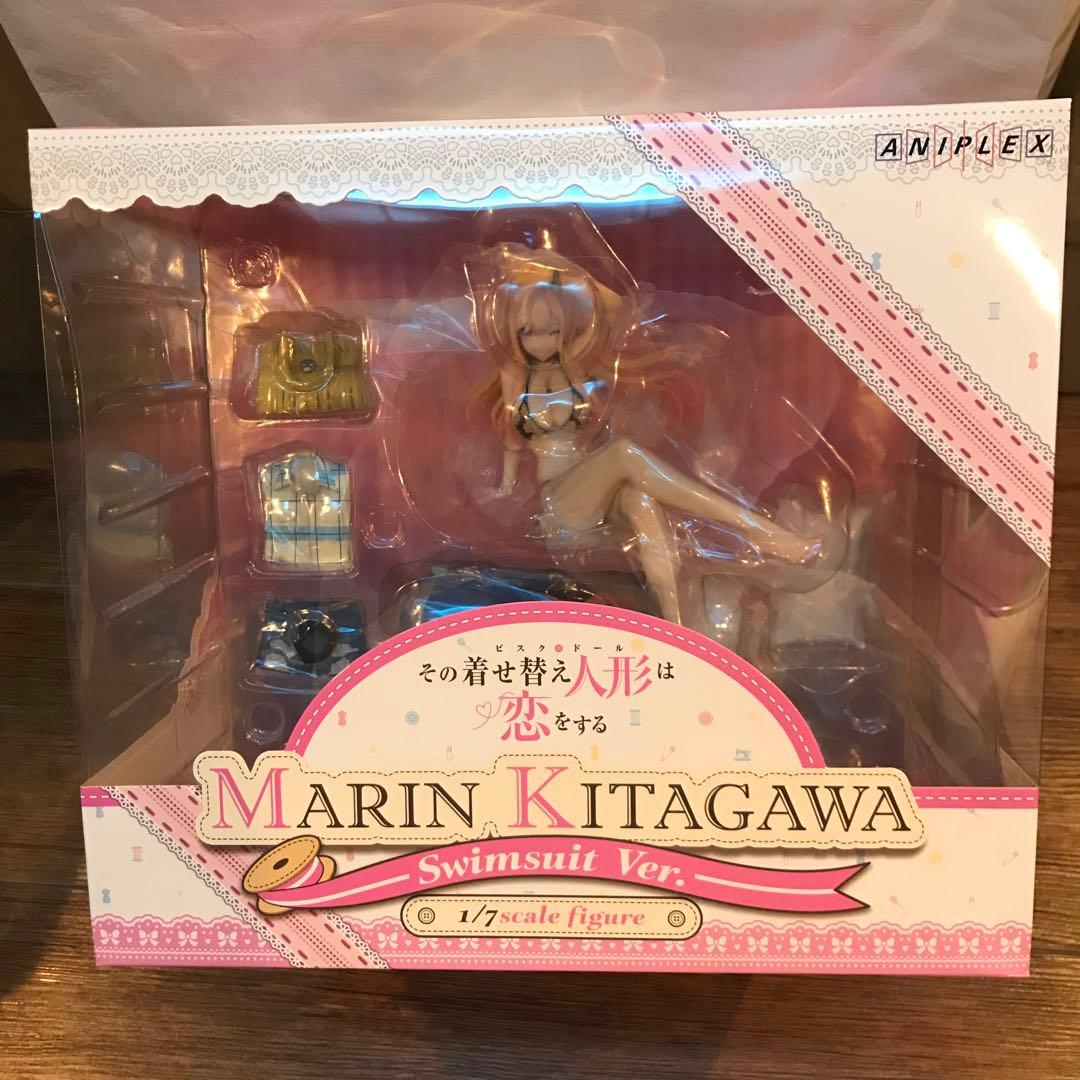 ANIPLEX
ビスク・ドール
その着せ替え人形は
恋をする
MARIN KITAGAWA
Swimsuit Ver.
1/7 scale figure